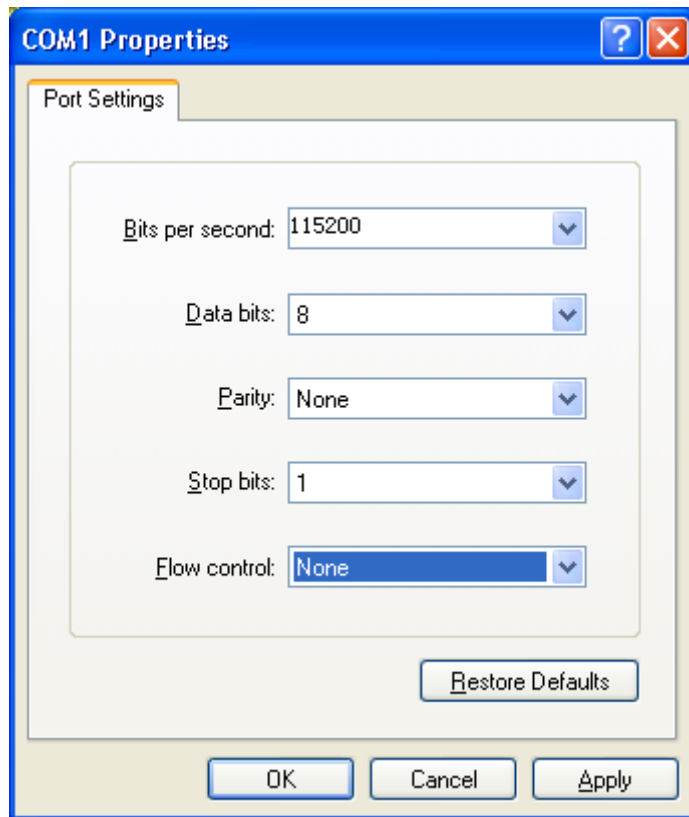 COM1 Properties
Port Settings
Bits per second: 115200
Data bits: 8
Parity: None
Stop bits: 1
Flow control: None
Restore Defaults
OK Cancel Apply